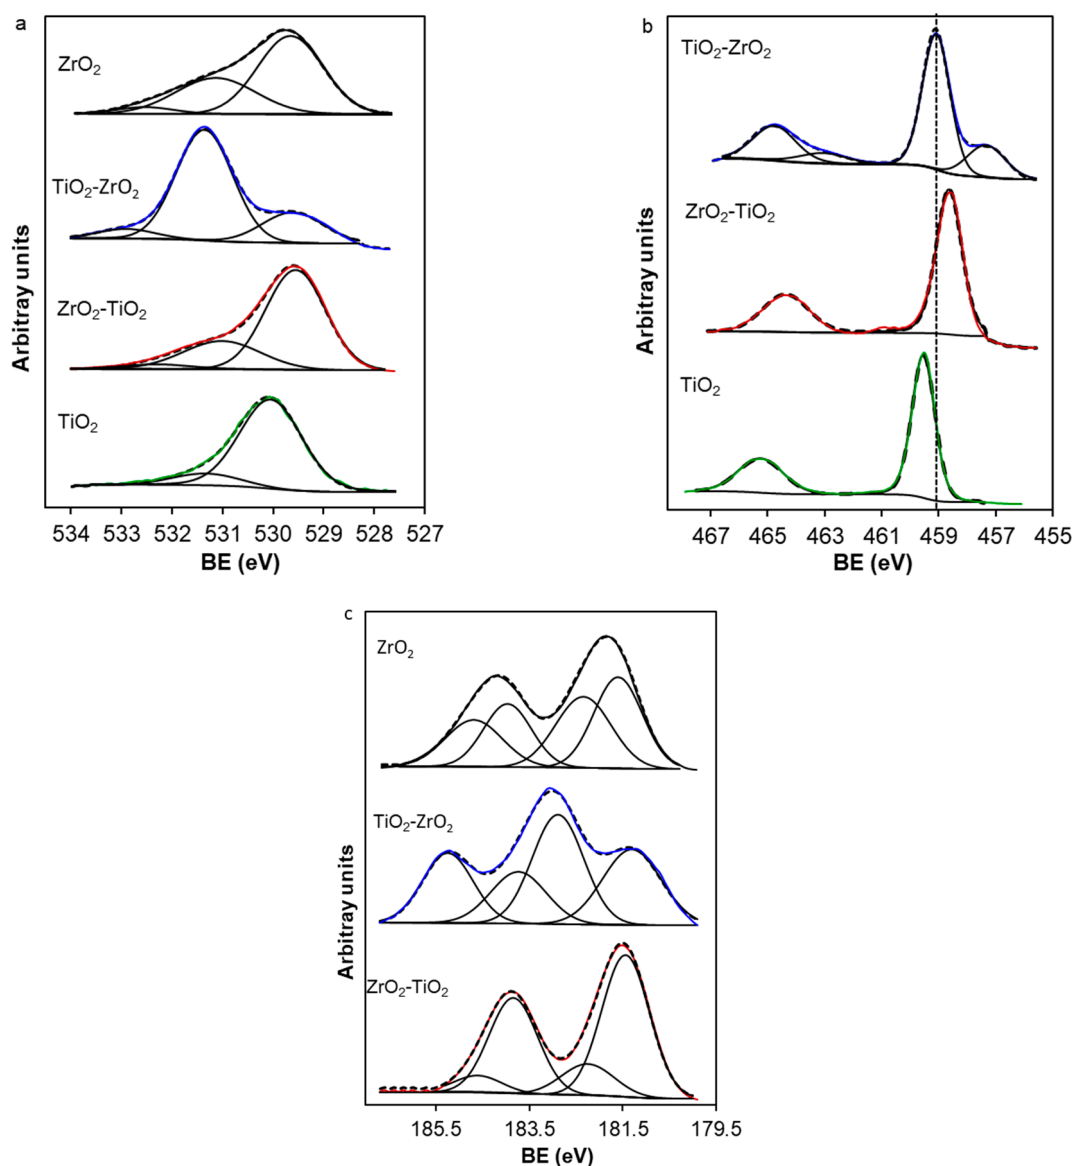 a
ZrO2
TiO2-ZrO2
ZrO2-TiO2
TiO2
Arbitray units
534 533 532 531 530 529 528 527
BE (eV)
b
TiO2-ZrO2
ZrO2-TiO2
TiO2
Arbitray units
467 465 463 461 459 457 455
BE (eV)
c
ZrO2
TiO2-ZrO2
ZrO2-TiO2
Arbitray units
185.5 183.5 181.5 179.5
BE (eV)